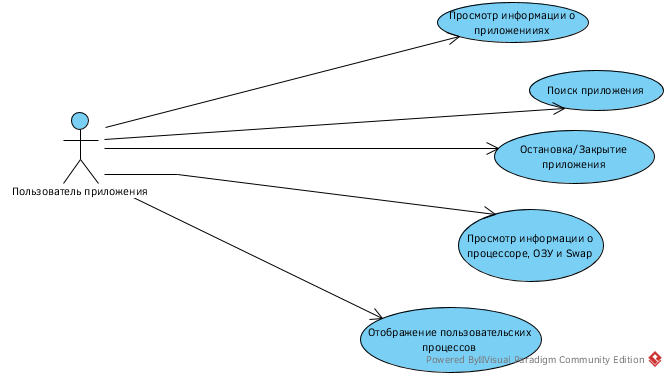 Просмотр информации о
приложенииях
Поиск приложения
Остановка/Закрытие
приложения
Пользователь приложения
Просмотр информации о
процессоре, ОЗУ и Swap
Отображение пользовательских
процессов
Powered By Visual Paradigm Community Edition